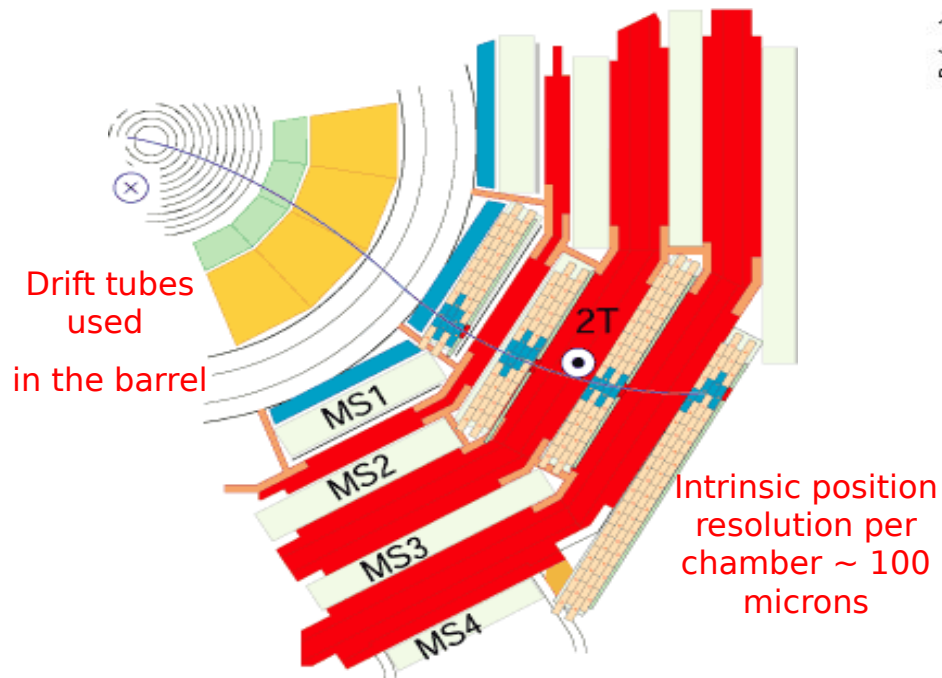 Drift tubes
used
in the barrel
2T
MS1
MS2
MS3
MS4
Intrinsic position
resolution per
chamber ~ 100
microns